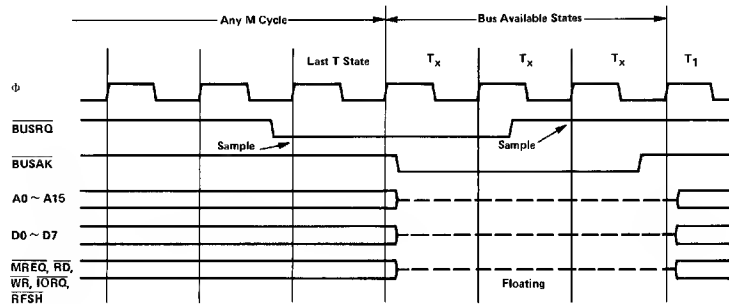 Any M Cycle
Bus Available States
Last T State
Tx
Tx
Tx
T1
Φ
BUSRQ
Sample
Sample
BUSAK
A0 ~ A15
D0 ~ D7
MREQ, RD,
WR, IORQ,
RFSH
Floating